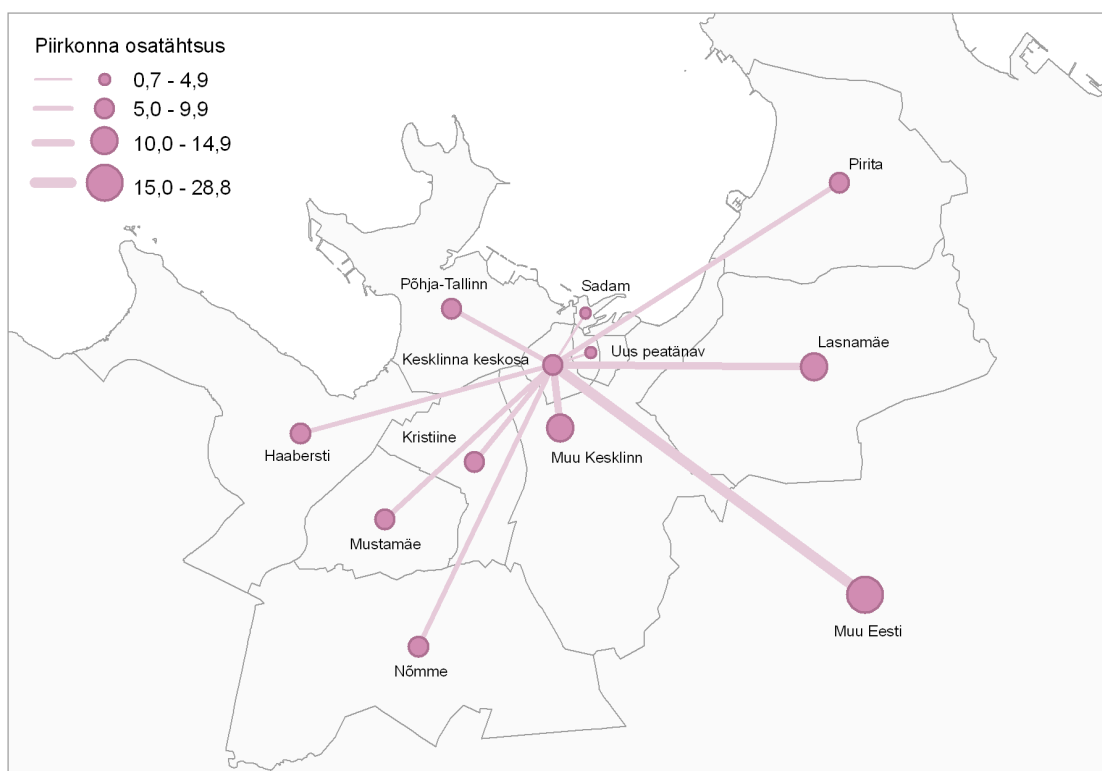 Piirkonna osatähtsus
0,7 - 4,9
5,0 - 9,9
10,0 - 14,9
15,0 - 28,8
Pirita
Põhja-Tallinn
Sadam
Kesklinna keskosa
Uus peatänav
Lasnamäe
Haabersti
Kristiine
Muu Kesklinn
Mustamäe
Muu Eesti
Nõmme